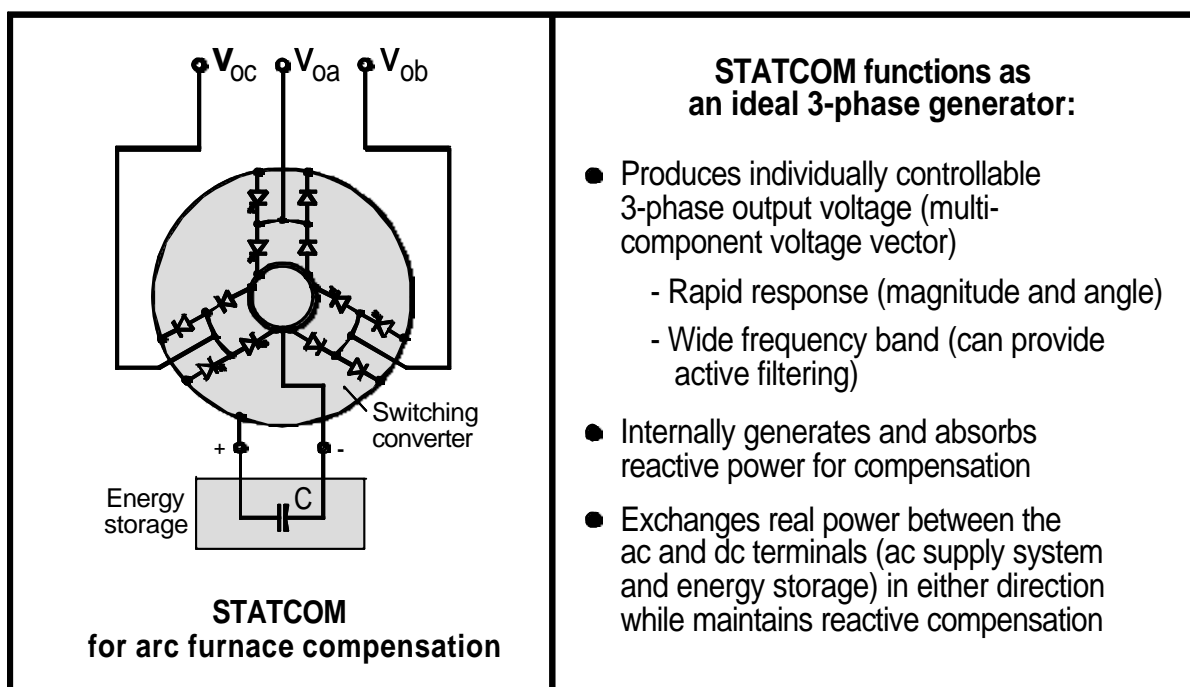 Voc Voa Vob
Switching
converter
+ -
Energy
storage
C
STATCOM
for arc furnace compensation
STATCOM functions as
an ideal 3-phase generator:
● Produces individually controllable
3-phase output voltage (multi-
component voltage vector)
- Rapid response (magnitude and angle)
- Wide frequency band (can provide
active filtering)
● Internally generates and absorbs
reactive power for compensation
● Exchanges real power between the
ac and dc terminals (ac supply system
and energy storage) in either direction
while maintains reactive compensation